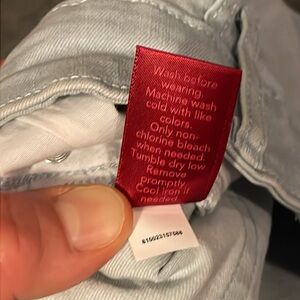 Wash before
wearing.
Machine wash
cold with like
colors.
Only non-
chlorine bleach
when needed.
Tumble dry low.
Remove
promptly.
Cool iron if
needed.
815023157566